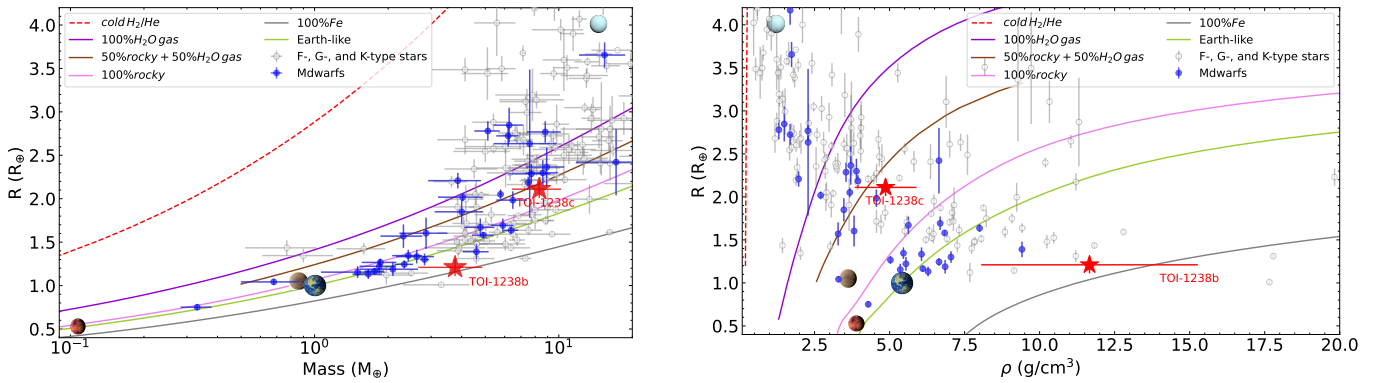 cold H₂/He
100%H₂O gas
50%rocky + 50%H₂O gas
100%rocky
100%Fe
Earth-like
F-, G-, and K-type stars
Mdwarfs
4.0
3.5
3.0
2.5
2.0
1.5
1.0
0.5
R (R⊕)
TOI-1238c
TOI-1238b
10⁻¹
10⁰
10¹
Mass (M⊕)
cold H₂/He
100%H₂O gas
50%rocky + 50%H₂O gas
100%rocky
100%Fe
Earth-like
F-, G-, and K-type stars
Mdwarfs
4.0
3.5
3.0
2.5
2.0
1.5
1.0
0.5
R (R⊕)
TOI-1238c
TOI-1238b
2.5
5.0
7.5
10.0
12.5
15.0
17.5
20.0
ρ (g/cm³)